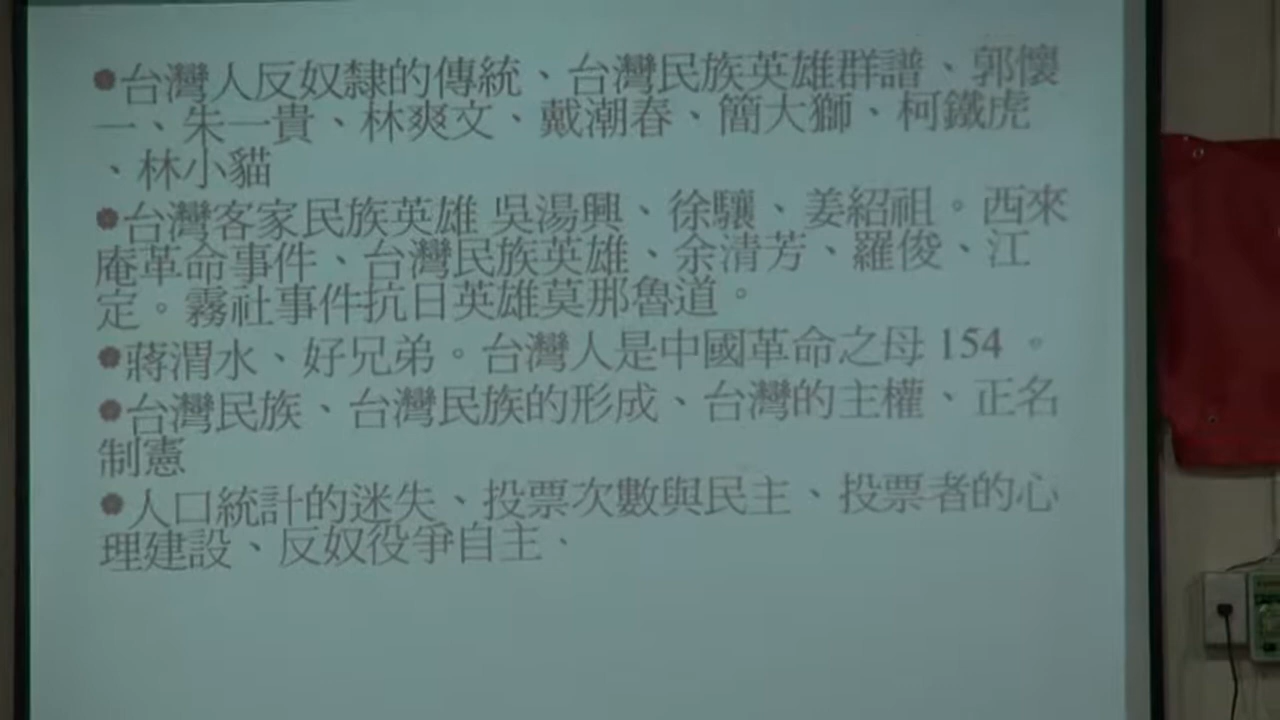 台灣人反奴隸的傳統、台灣民族英雄群譜、郭懷
一、朱一貴、林爽文、戴潮春、簡大獅、柯鐵虎
、林小貓
台灣客家民族英雄 吳湯興、徐驤、姜紹祖。西來
庵革命事件、台灣民族英雄、余清芳、羅俊、江
定。霧社事件抗日英雄莫那魯道。
蔣渭水、好兄弟。台灣人是中國革命之母 154 。
台灣民族、台灣民族的形成、台灣的主權、正名
制憲
人口統計的迷失、投票次數與民主、投票者的心
理建設、反奴役爭自主、